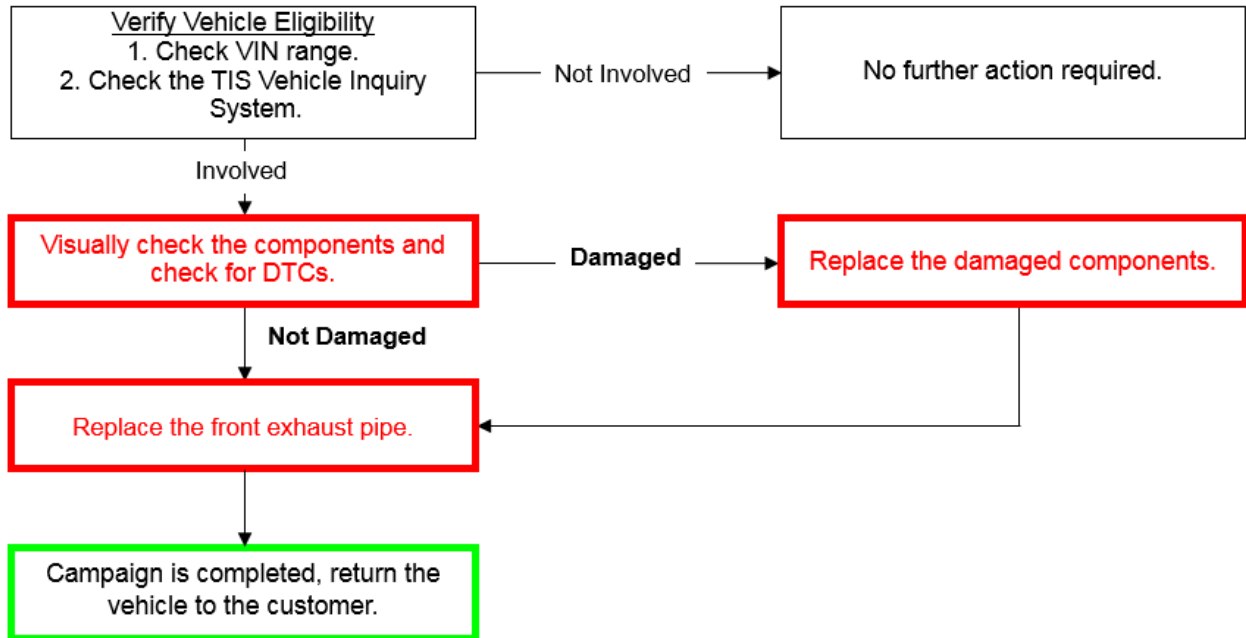 Verify Vehicle Eligibility
1. Check VIN range.
2. Check the TIS Vehicle Inquiry
System.
Not Involved
No further action required.
Involved
Visually check the components and
check for DTCs.
Damaged
Replace the damaged components.
Not Damaged
Replace the front exhaust pipe.
Campaign is completed, return the
vehicle to the customer.